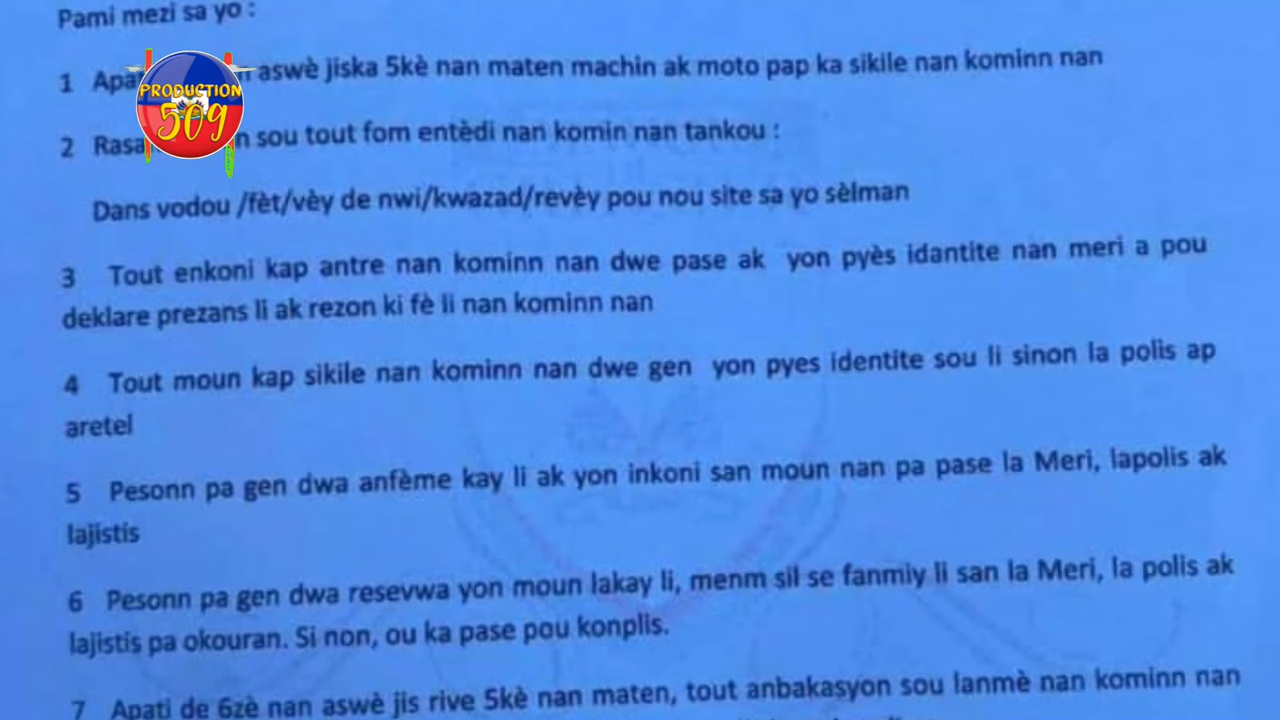 Pami mezi sa yo :
1 aswè jiska 5kè nan maten machin ak moto pap ka sikile nan kominn nan
PRODUCTION
509
2 sou tout fom entèdi nan komin nan tankou :
Dans vodou /fèt/vèy de nwi/kwazad/revèy pou nou site sa yo sèlman
3 Tout enkoni kap antre nan kominn nan dwe pase ak yon pyès idantite nan meri a pou
deklare prezans li ak rezon ki fè li nan kominn nan
4 Tout moun kap sikile nan kominn nan dwe gen yon pyes identite sou li sinon la polis ap
aretel
5 Pesonn pa gen dwa anfème kay li ak yon inkoni san moun nan pa pase la Meri, lapolis ak
lajistis
6 Pesonn pa gen dwa resevwa yon moun lakay li, menm sil se fanmiy li san la Meri, la polis ak
lajistis pa okouran. Si non, ou ka pase pou konplis.
7 Apati de 6zè nan aswè jis rive 5kè nan maten, tout anbakasyon sou lanmè nan kominn nan